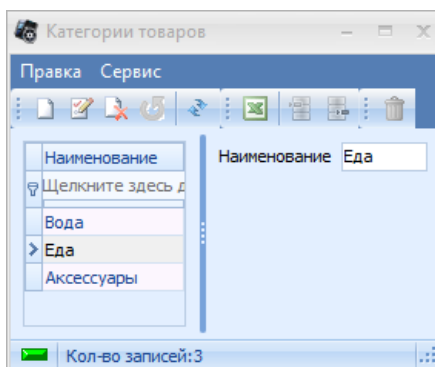 Категории товаров
Правка Сервис
Наименование
Щелкните здесь д
Вода
Еда
Аксессуары
Наименование Еда
Кол-во записей:3